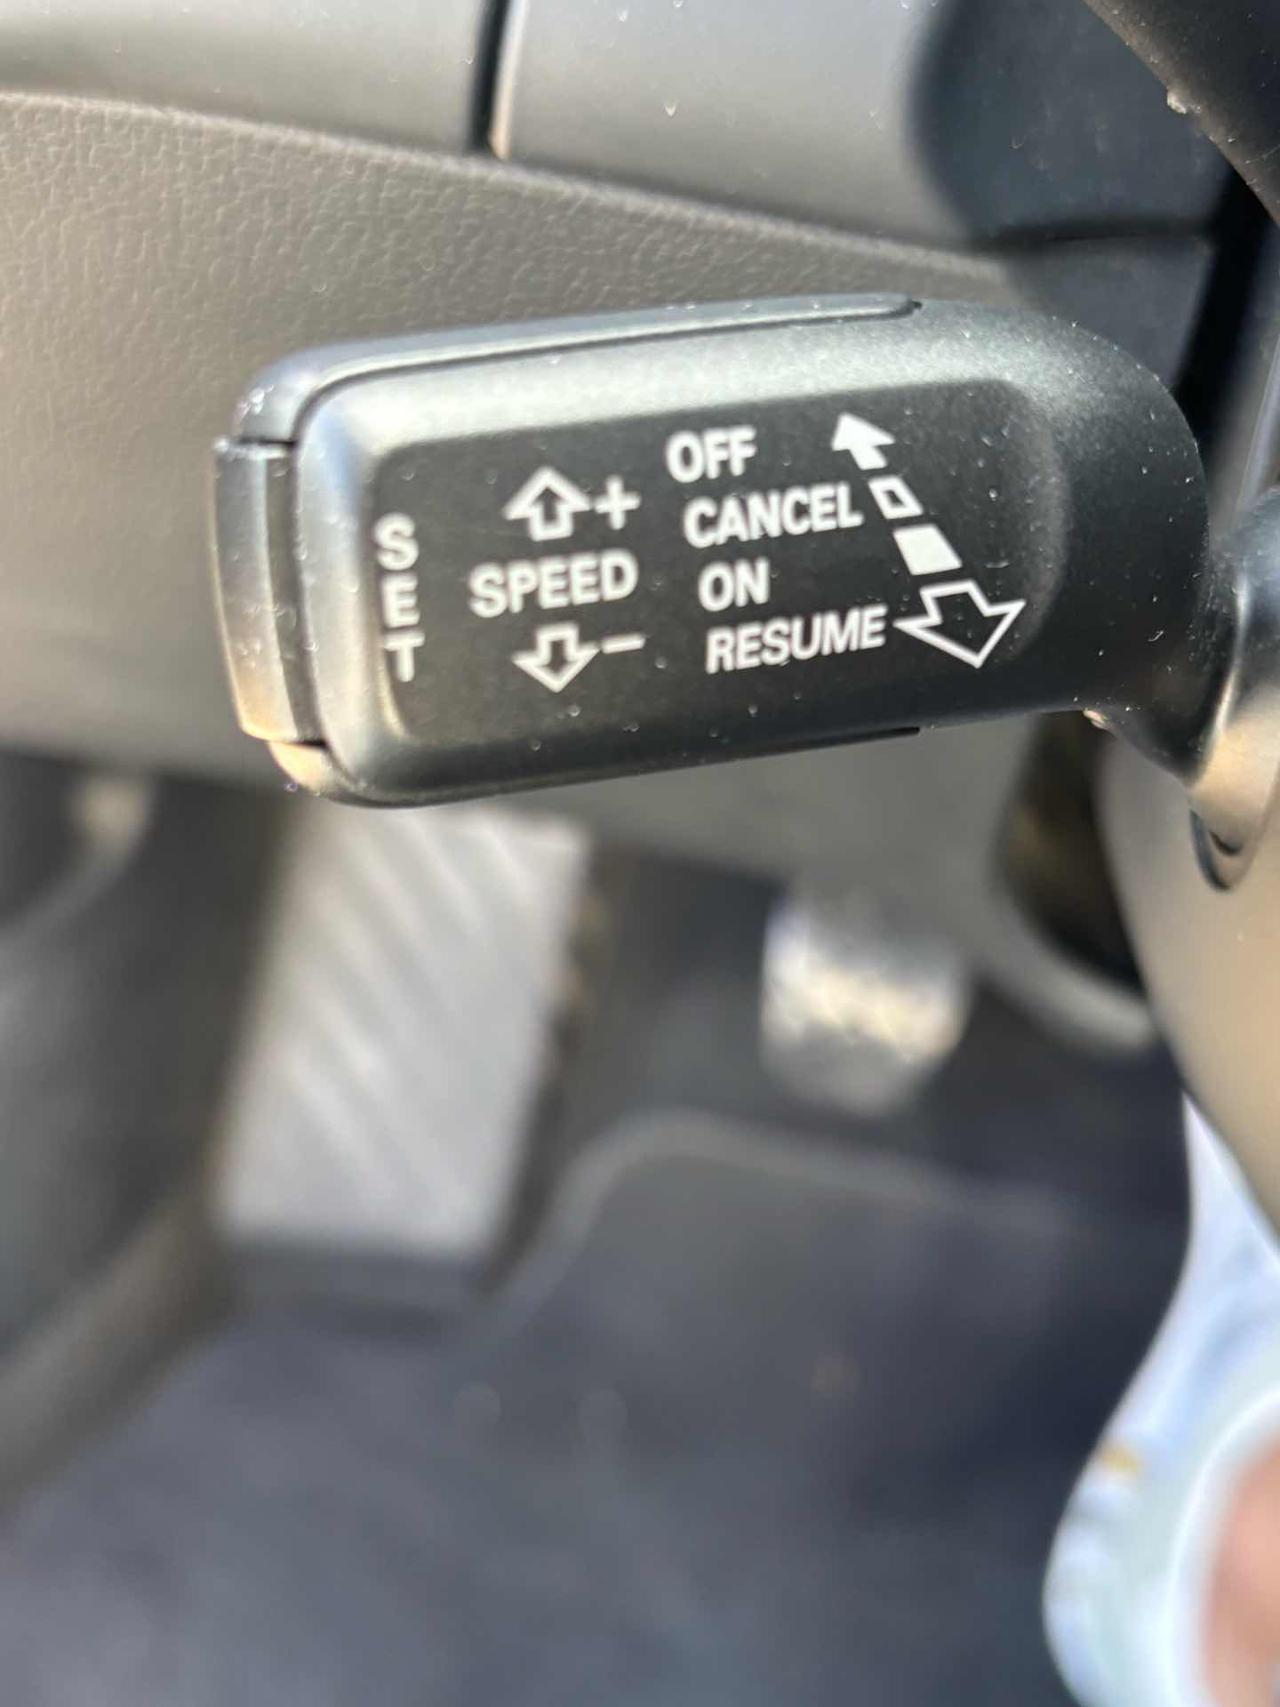 SET
+
SPEED
-
OFF
CANCEL
ON
RESUME